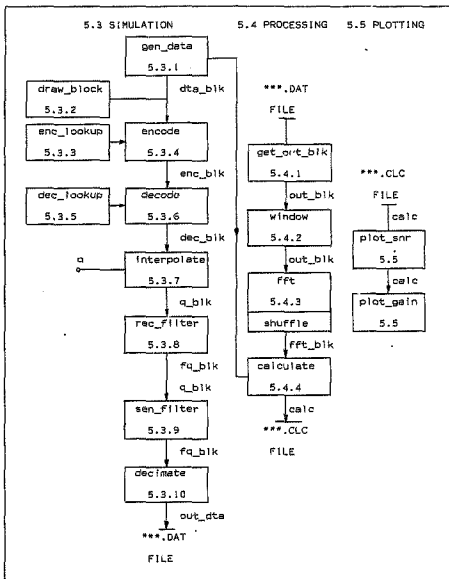 5.3 SIMULATION
gen_data
5.3.1
dta_blk
draw_block
5.3.2
enc_lookup
5.3.3
encode
5.3.4
enc_blk
dec_lookup
5.3.5
decode
5.3.6
dec_blk
q
interpolate
5.3.7
q_blk
rec_filter
5.3.8
fq_blk
q_blk
sen_filter
5.3.9
fq_blk
decimate
5.3.10
out_dta
***.DAT
FILE
5.4 PROCESSING
***.DAT
FILE
get_out_blk
5.4.1
out_blk
window
5.4.2
out_blk
fft
5.4.3
shuffle
fft_blk
calculate
5.4.4
calc
***.CLC
FILE
5.5 PLOTTING
***.CLC
FILE
calc
plot_snr
5.5
calc
plot_gain
5.5